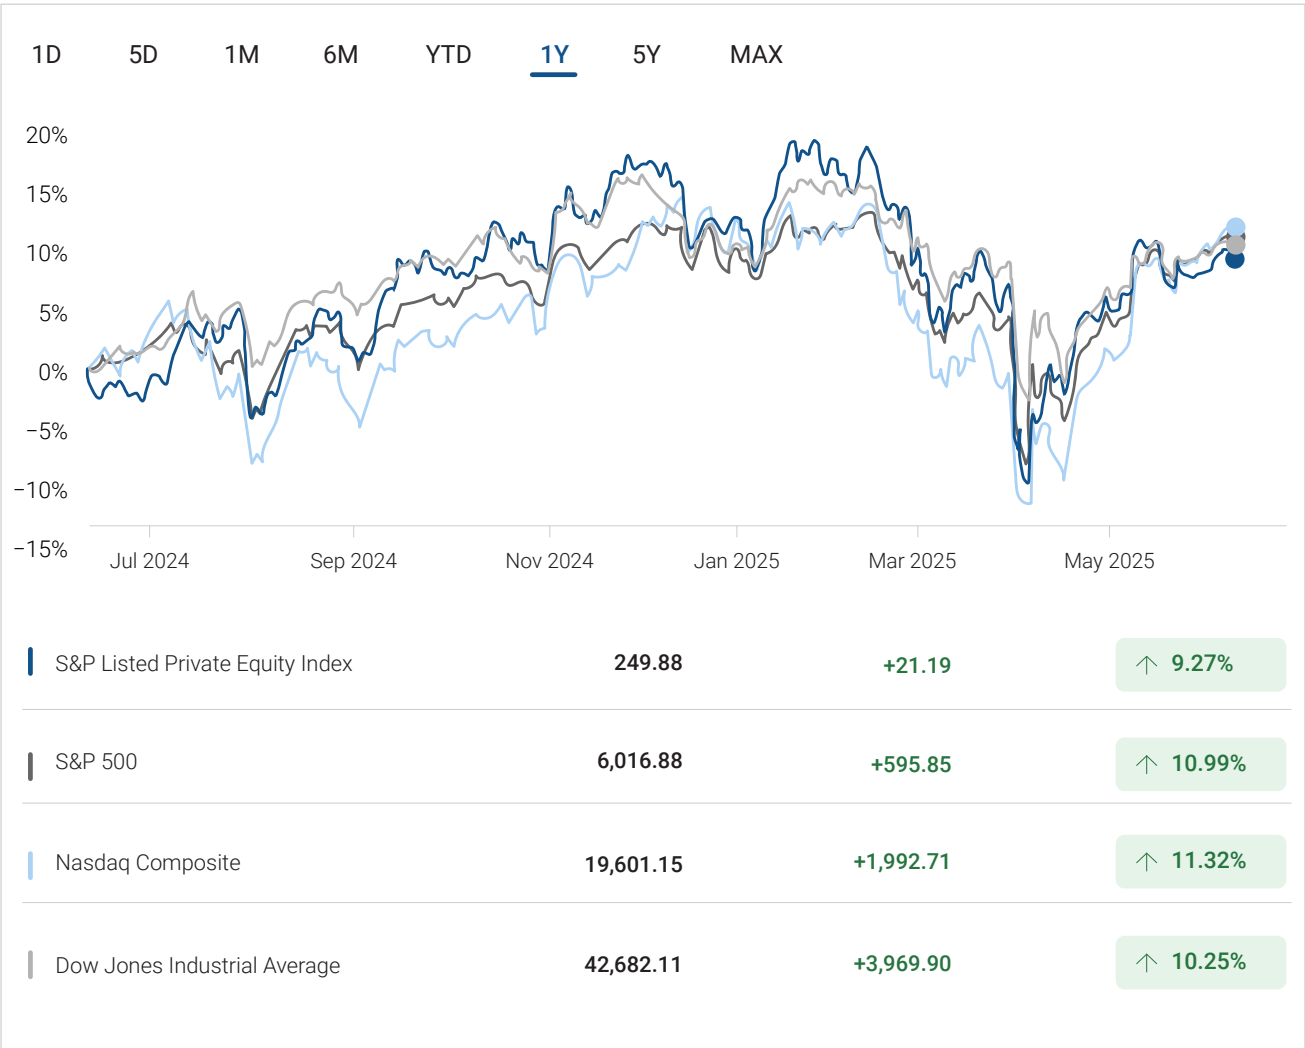 1D 5D 1M 6M YTD 1Y 5Y MAX
20%
15%
10%
5%
0%
−5%
−10%
−15%
Jul 2024 Sep 2024 Nov 2024 Jan 2025 Mar 2025 May 2025
S&P Listed Private Equity Index 249.88 +21.19 ↑ 9.27%
S&P 500 6,016.88 +595.85 ↑ 10.99%
Nasdaq Composite 19,601.15 +1,992.71 ↑ 11.32%
Dow Jones Industrial Average 42,682.11 +3,969.90 ↑ 10.25%